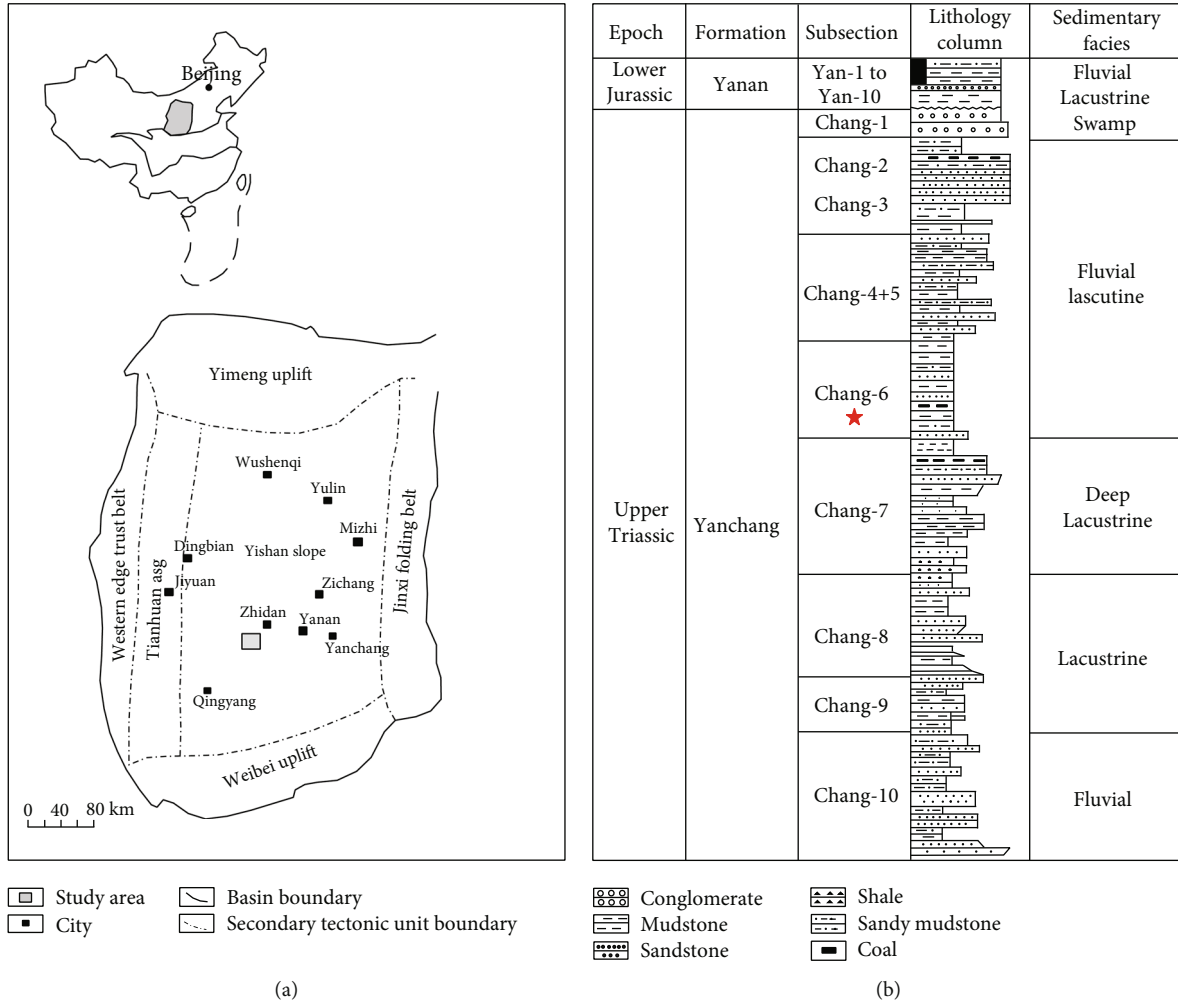 Beijing
Yimeng uplift
Wushenqi
Yulin
Mizhi
Dingbian
Yishan slope
Jiyuan
Zichang
Zhidan
Yanan
Yanchang
Qingyang
Western edge trust belt
Tianhuan asg
Jinxi folding belt
Weibei uplift
0 40 80 km
Study area
Basin boundary
City
Secondary tectonic unit boundary
(a)
Epoch
Formation
Subsection
Lithology
column
Sedimentary
facies
Lower
Jurassic
Yanan
Yan-1 to
Yan-10
Fluvial
Lacustrine
Swamp
Upper
Triassic
Yanchang
Chang-1
Chang-2
Chang-3
Chang-4+5
Chang-6
Chang-7
Chang-8
Chang-9
Chang-10
Fluvial
lascutine
Deep
Lacustrine
Lacustrine
Fluvial
Conglomerate
Shale
Mudstone
Sandy mudstone
Sandstone
Coal
(b)